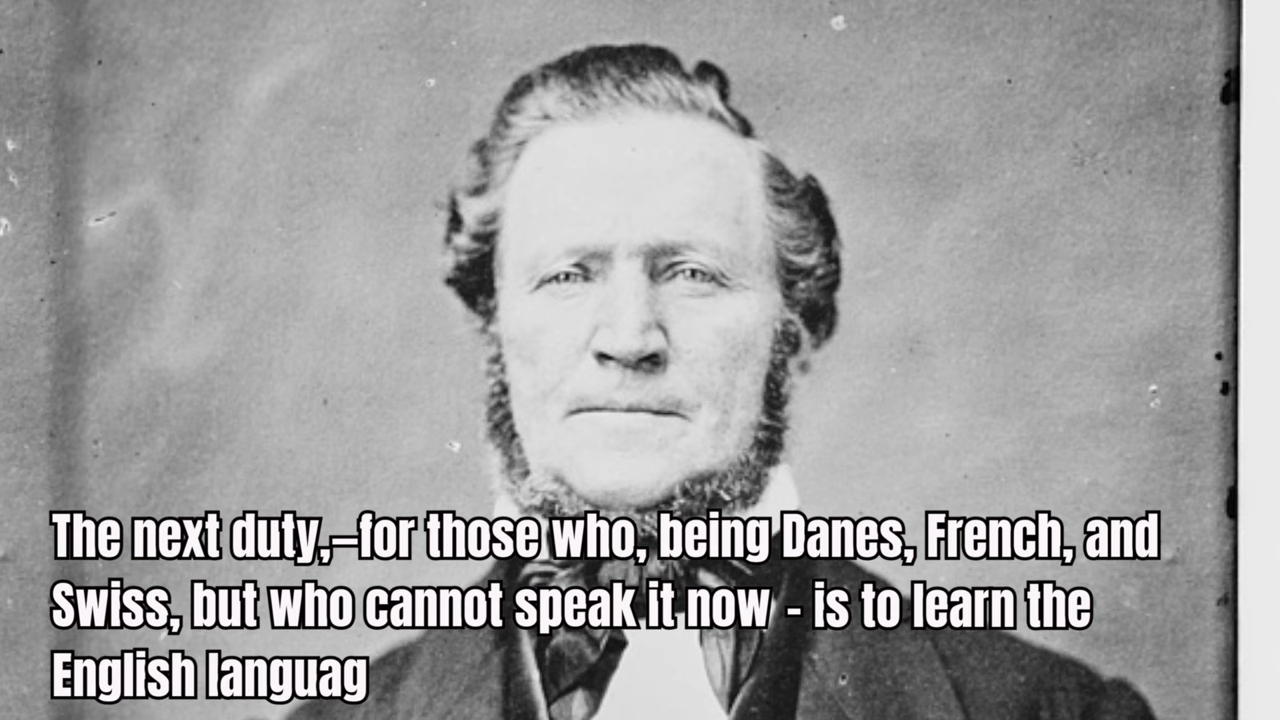 The next duty,—for those who, being Danes, French, and
Swiss, but who cannot speak it now - is to learn the
English languag